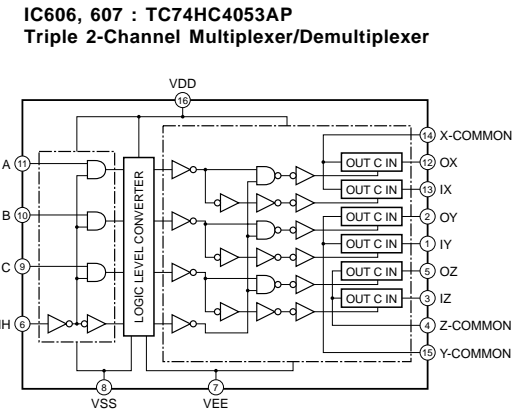 IC606, 607 : TC74HC4053AP
Triple 2-Channel Multiplexer/Demultiplexer
VDD
16
14 X-COMMON
A 11
OUT C IN 12 OX
OUT C IN 13 IX
B 10
OUT C IN 2 OY
LOGIC LEVEL CONVERTER
OUT C IN 1 IY
C 9
OUT C IN 5 OZ
OUT C IN 3 IZ
6
4 Z-COMMON
15 Y-COMMON
8
7
VSS
VEE